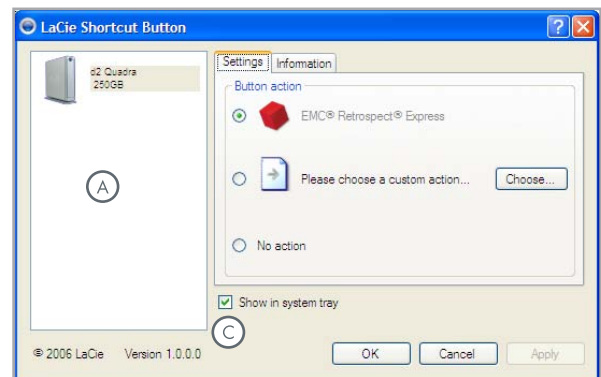 LaCie Shortcut Button
d2 Quadra
250GB
A
Settings
Information
Button action
EMC® Retrospect® Express
Please choose a custom action...
Choose...
No action
Show in system tray
C
© 2006 LaCie Version 1.0.0.0
OK
Cancel
Apply